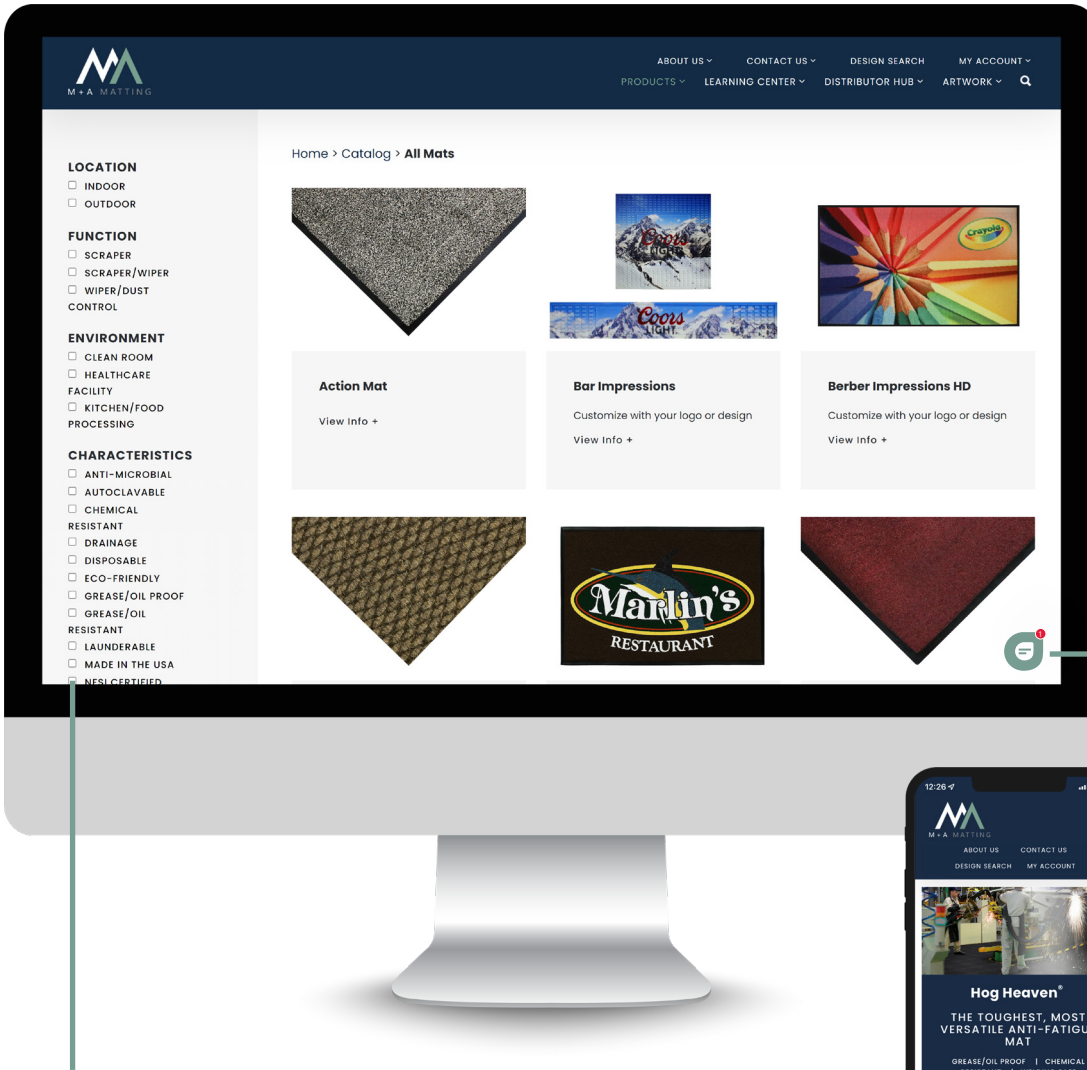 M+A MATTING
ABOUT US
CONTACT US
DESIGN SEARCH
MY ACCOUNT
PRODUCTS
LEARNING CENTER
DISTRIBUTOR HUB
ARTWORK
LOCATION
INDOOR
OUTDOOR
FUNCTION
SCRAPER
SCRAPER/WIPER
WIPER/DUST
CONTROL
ENVIRONMENT
CLEAN ROOM
HEALTHCARE
FACILITY
KITCHEN/FOOD
PROCESSING
CHARACTERISTICS
ANTI-MICROBIAL
AUTOCLAVABLE
CHEMICAL
RESISTANT
DRAINAGE
DISPOSABLE
ECO-FRIENDLY
GREASE/OIL PROOF
GREASE/OIL
RESISTANT
LAUNDERABLE
MADE IN THE USA
NFSI CERTIFIED
Home > Catalog > All Mats
Coors
LIGHT
Coors
LIGHT
Crayola
Action Mat
View Info +
Bar Impressions
Customize with your logo or design
View Info +
Berber Impressions HD
Customize with your logo or design
View Info +
Marlin's
RESTAURANT
1
12:26
M+A MATTING
ABOUT US
CONTACT US
DESIGN SEARCH
MY ACCOUNT
Hog Heaven®
THE TOUGHEST, MOST
VERSATILE ANTI-FATIGU
MAT
GREASE/OIL PROOF | CHEMICAL